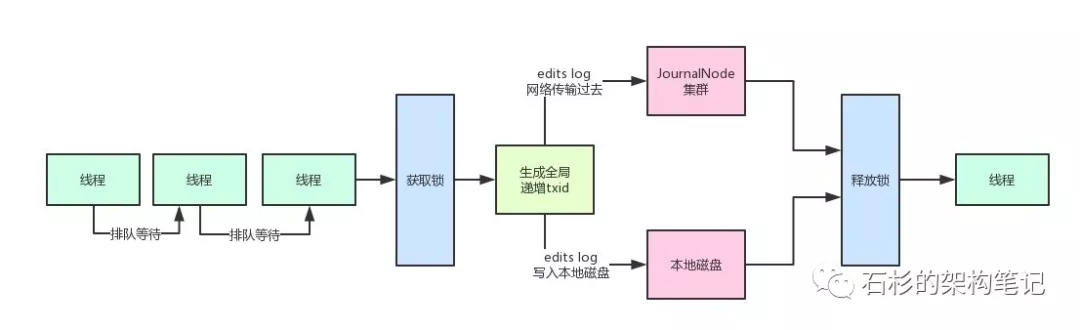 edits log
网络传输过去
JournalNode
集群
线程
线程
线程
获取锁
生成全局
递增txid
释放锁
线程
排队等待
排队等待
edits log
写入本地磁盘
本地磁盘
石杉的架构笔记